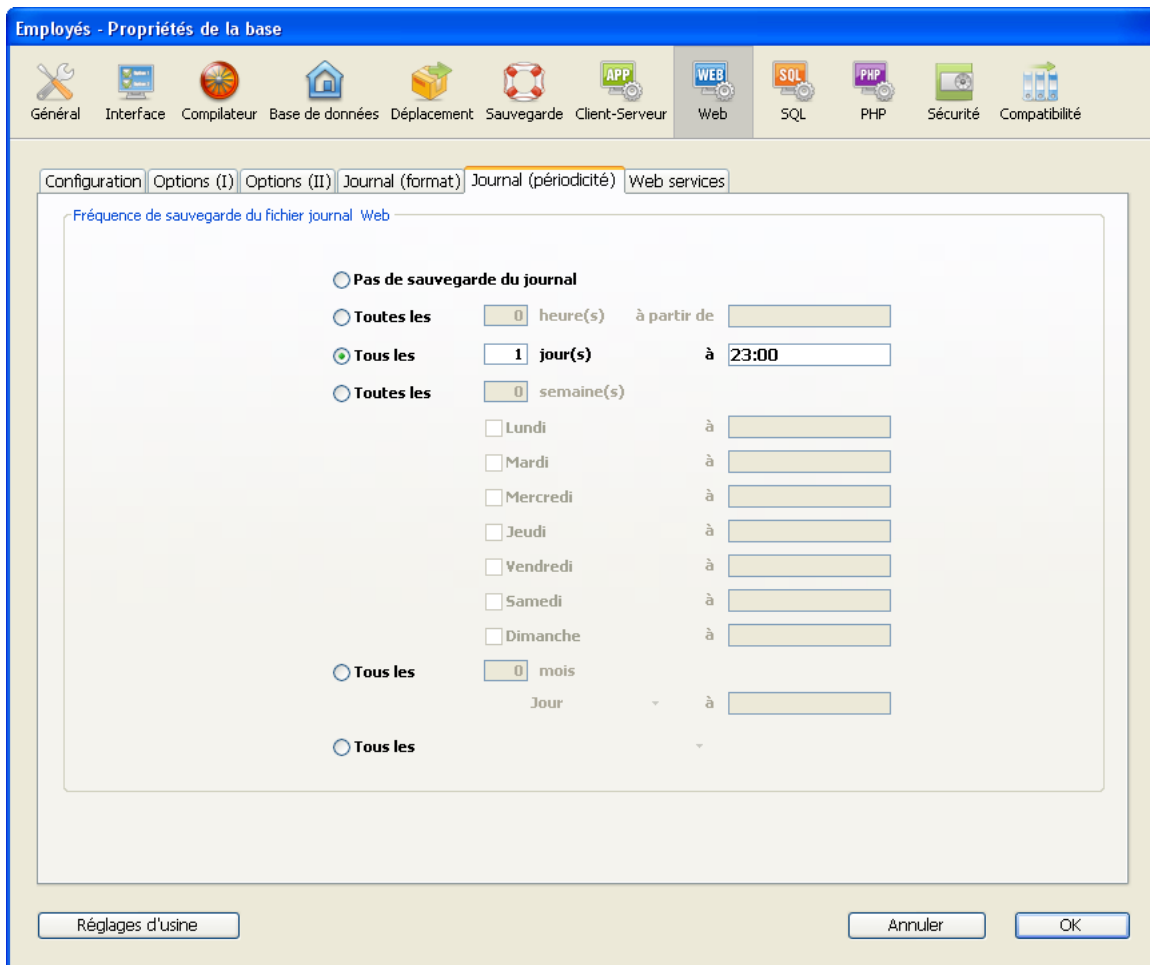 Employés - Propriétés de la base
APP WEB SQL PHP
Général Interface Compilateur Base de données Déplacement Sauvegarde Client-Serveur Web SQL PHP Sécurité Compatibilité
Configuration Options (I) Options (II) Journal (format) Journal (périodicité) Web services
Fréquence de sauvegarde du fichier journal Web
Pas de sauvegarde du journal
Toutes les 0 heure(s) à partir de
Tous les 1 jour(s) à 23:00
Toutes les 0 semaine(s)
Lundi à
Mardi à
Mercredi à
Jeudi à
Vendredi à
Samedi à
Dimanche à
Tous les 0 mois
Jour à
Tous les
Réglages d'usine Annuler OK